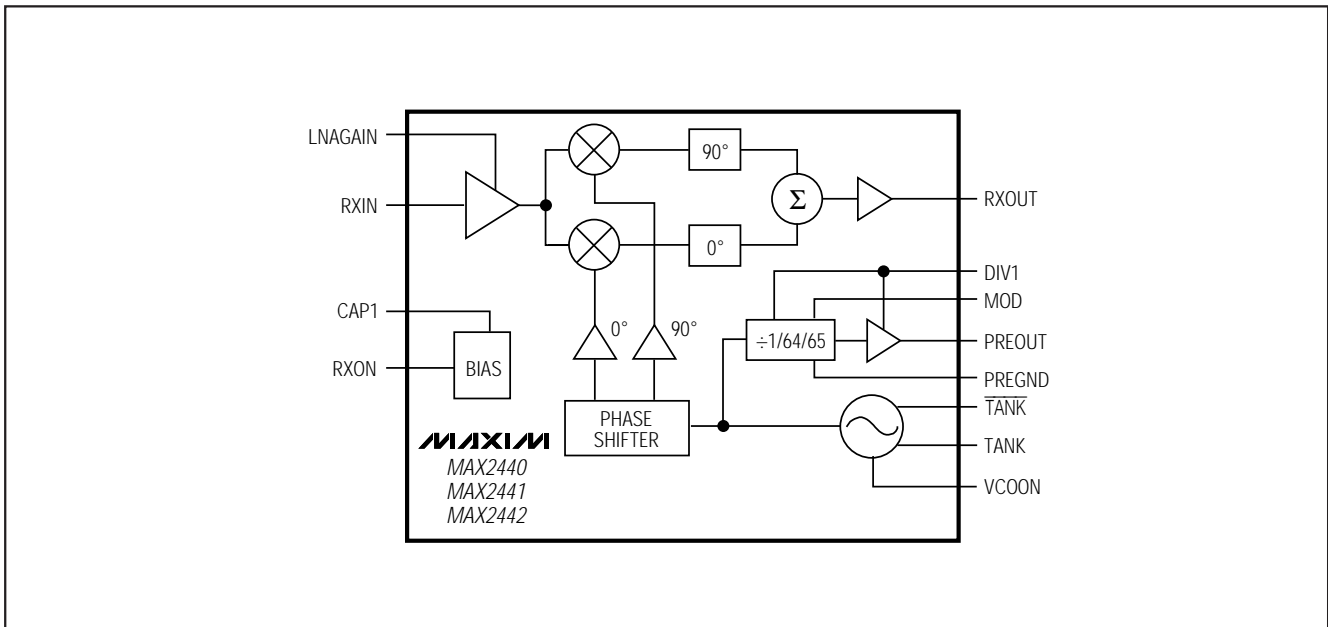 LNAGAIN
RXIN
CAP1
RXON
BIAS
90°
0°
Σ
0°
90°
PHASE
SHIFTER
÷1/64/65
RXOUT
DIV1
MOD
PREOUT
PREGND
T̅A̅N̅K̅
TANK
VCOON
MAXIM
MAX2440
MAX2441
MAX2442